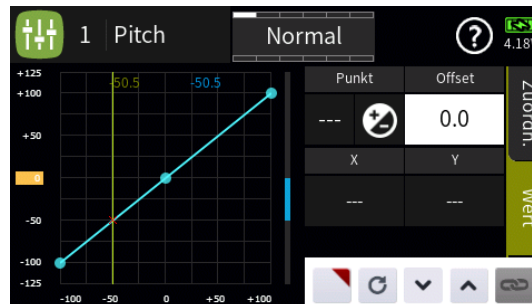 1 Pitch Normal ? 4.18V
+125 -50.5 -50.5 Punkt Offset Zuordn.
+100
--- 0.0
+50
X Y
0
--- --- Wert
-50
-100
-125
-100 -50 0 +50 +100